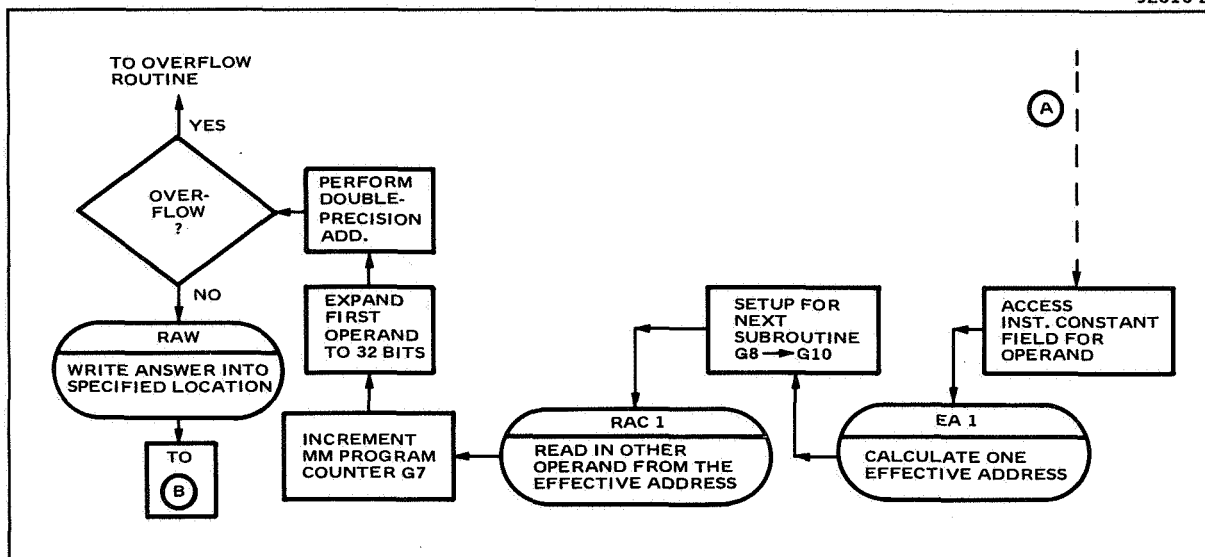 TO OVERFLOW
ROUTINE
YES
OVER-
FLOW
?
NO
RAW
WRITE ANSWER INTO
SPECIFIED LOCATION
TO
B
PERFORM
DOUBLE-
PRECISION
ADD.
EXPAND
FIRST
OPERAND
TO 32 BITS
INCREMENT
MM PROGRAM
COUNTER G7
RAC 1
READ IN OTHER
OPERAND FROM THE
EFFECTIVE ADDRESS
SETUP FOR
NEXT
SUBROUTINE
G8 → G10
A
ACCESS
INST. CONSTANT
FIELD FOR
OPERAND
EA 1
CALCULATE ONE
EFFECTIVE ADDRESS